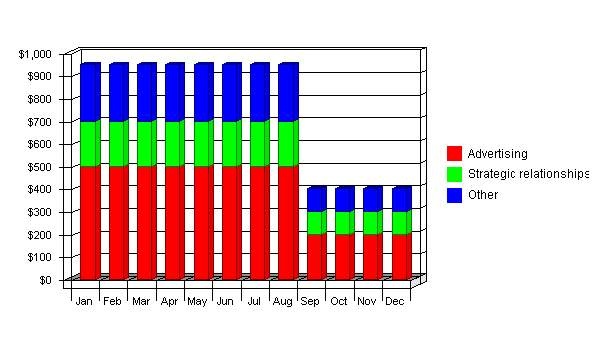 $1,000
$900
$800
$700
$600
$500
$400
$300
$200
$100
$0
Jan Feb Mar Apr May Jun Jul Aug Sep Oct Nov Dec
Advertising
Strategic relationships
Other